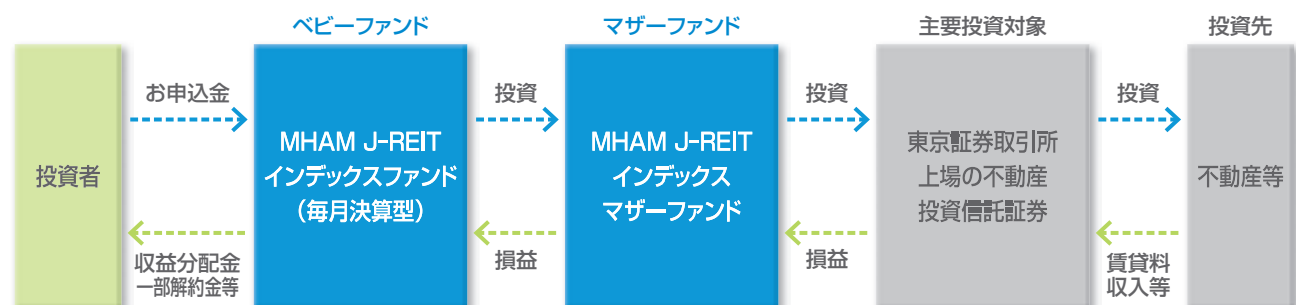 ベビーファンド
マザーファンド
主要投資対象
投資先
投資者
お申込金
収益分配金
一部解約金等
MHAM J-REIT
インデックスファンド
（毎月決算型）
投資
損益
MHAM J-REIT
インデックス
マザーファンド
投資
損益
東京証券取引所
上場の不動産
投資信託証券
投資
賃貸料
収入等
不動産等